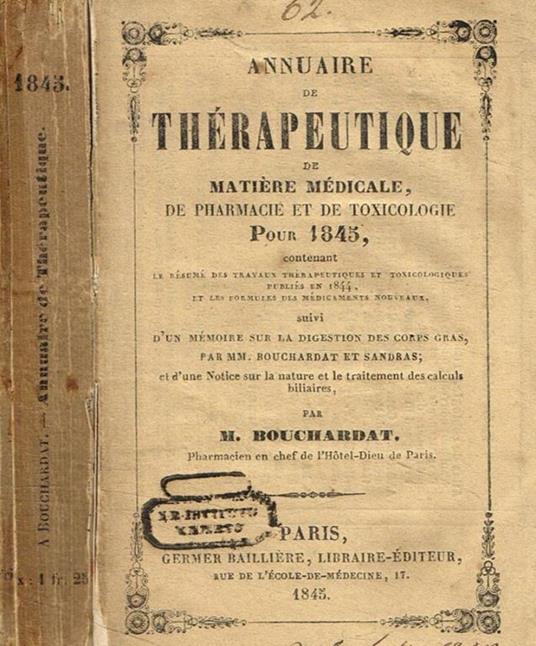 62.
ANNUAIRE
DE
THÉRAPEUTIQUE
DE
MATIÈRE MÉDICALE,
DE PHARMACIE ET DE TOXICOLOGIE
POUR 1845,
contenant
LE RÉSUMÉ DES TRAVAUX THÉRAPEUTIQUES ET TOXICOLOGIQUES
PUBLIÉS EN 1844,
ET LES FORMULES DES MÉDICAMENTS NOUVEAUX,
suivi
D'UN MÉMOIRE SUR LA DIGESTION DES CORPS GRAS,
PAR MM. BOUCHARDAT ET SANDRAS;
et d'une Notice sur la nature et le traitement des calculs
biliaires,
PAR
M. BOUCHARDAT.
Pharmacien en chef de l'Hôtel-Dieu de Paris.
PARIS,
GERMER BAILLIÈRE, LIBRAIRE-ÉDITEUR,
RUE DE L'ÉCOLE-DE-MÉDECINE, 17.
1845.
1845.
A BOUCHARDAT. — Annuaire de Thérapeutique.
x : 1 fr. 25